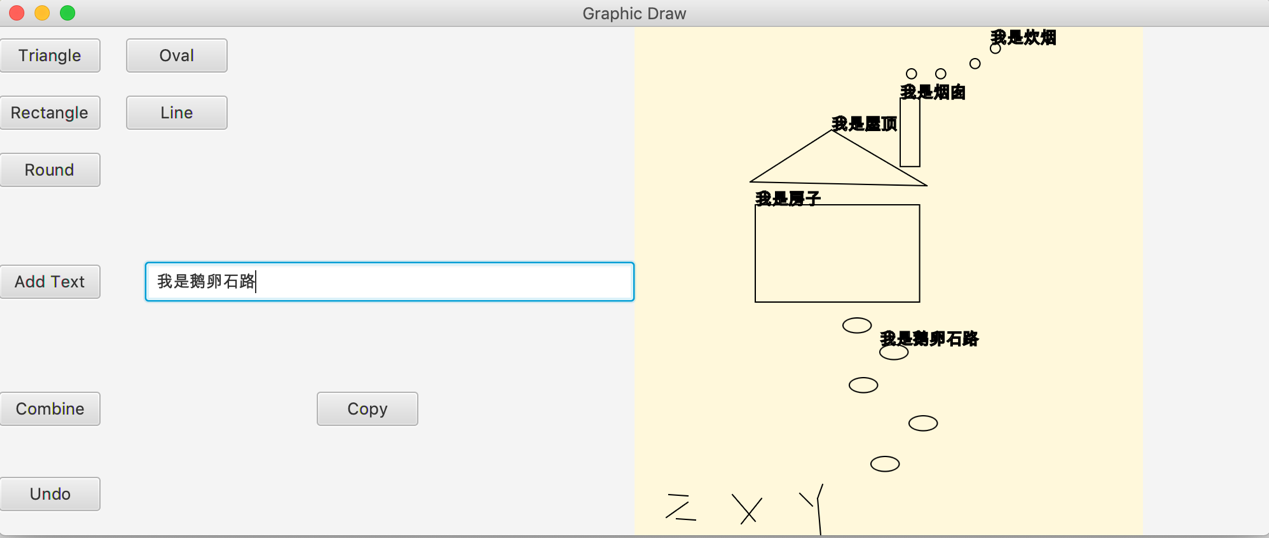 Graphic Draw
Triangle
Oval
Rectangle
Line
Round
Add Text
我是鹅卵石路
Combine
Copy
Undo
我是炊烟
我是烟囱
我是屋顶
我是房子
我是鹅卵石路
Z X Y